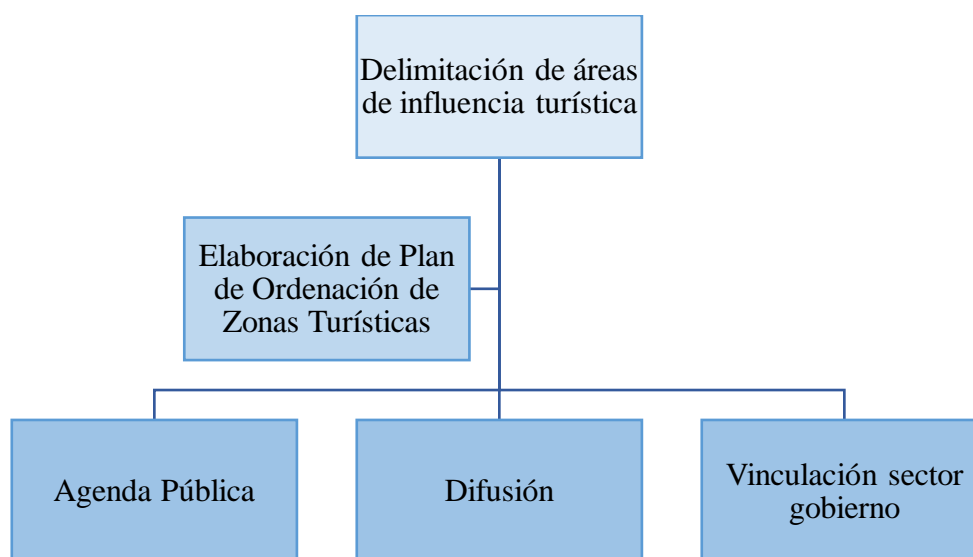 Delimitación de áreas
de influencia turística
Elaboración de Plan
de Ordenación de
Zonas Turísticas
Agenda Pública
Difusión
Vinculación sector
gobierno